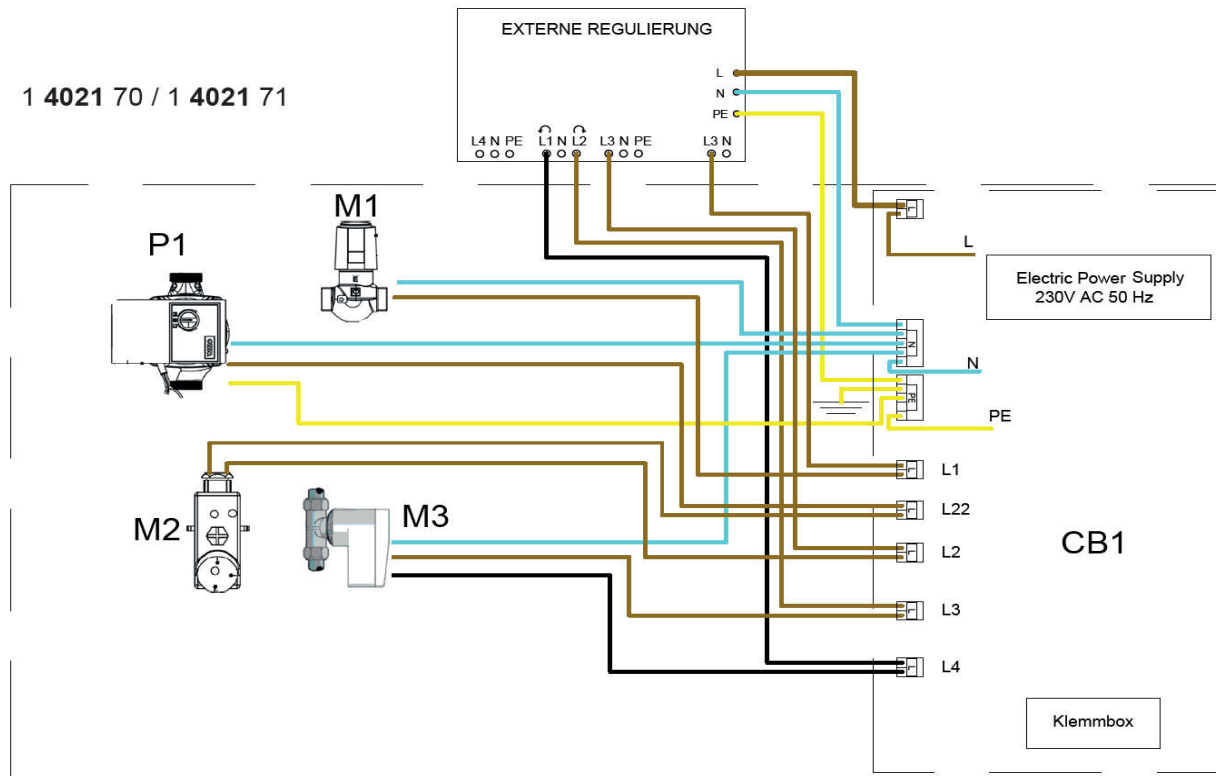 EXTERNE REGULIERUNG
L
N
PE
L4 N PE L1 N L2 L3 N PE L3 N
1 4021 70 / 1 4021 71
M1
P1
L
L
Electric Power Supply
230V AC 50 Hz
N
N
PE
PE
L
L1
L
L22
M2
M3
L
L2
CB1
L
L3
L
L4
Klemmbox